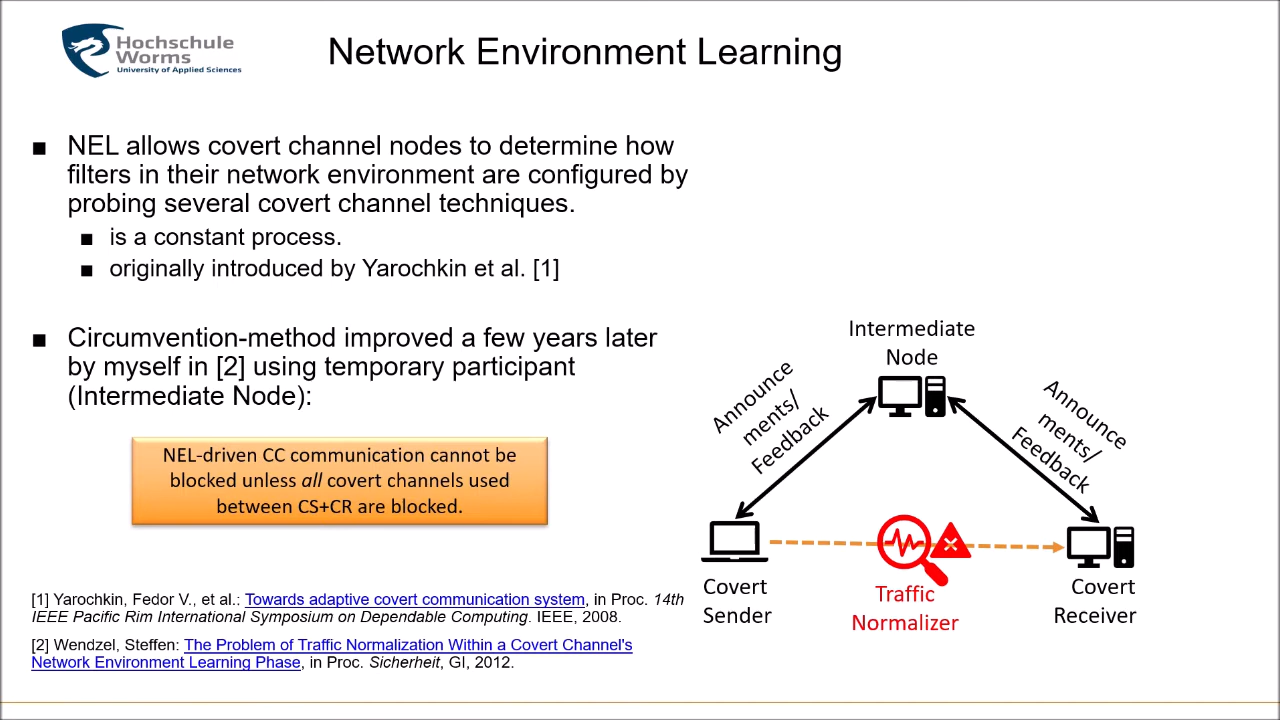 Hochschule
Worms
University of Applied Sciences
Network Environment Learning
■ NEL allows covert channel nodes to determine how
filters in their network environment are configured by
probing several covert channel techniques.
■ is a constant process.
■ originally introduced by Yarochkin et al. [1]
■ Circumvention-method improved a few years later
by myself in [2] using temporary participant
(Intermediate Node):
NEL-driven CC communication cannot be
blocked unless all covert channels used
between CS+CR are blocked.
[1] Yarochkin, Fedor V., et al.: Towards adaptive covert communication system, in Proc. 14th
IEEE Pacific Rim International Symposium on Dependable Computing. IEEE, 2008.
[2] Wendzel, Steffen: The Problem of Traffic Normalization Within a Covert Channel's
Network Environment Learning Phase, in Proc. Sicherheit, GI, 2012.
Intermediate
Node
Announce
ments/
Feedback
Announce
ments/
Feedback
Covert
Sender
Traffic
Normalizer
Covert
Receiver